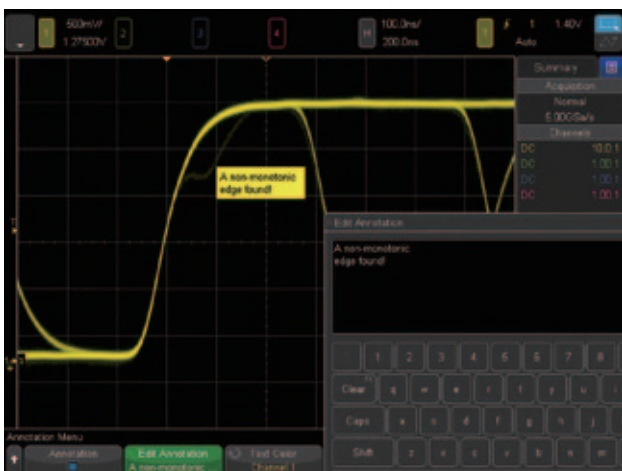 1 500mV/ 2 3 4 H 100.0ns/ T 1 1.40V
1.27500V 200.0ns Auto
Summary
Acquisition
Normal
5.00GSa/s
Channels
DC 10.0:1
DC 1.00:1
DC 1.00:1
DC 1.00:1
A non-monotonic
edge found!
Edit Annotation
A non-monotonic
edge found!
1 2 3 4 5 6 7 8
Clear q w e r t y u
Caps a s d f g h j
Shift z x c v b n m
Annotation Menu
Annotation Edit Annotation Text Color
A non-monotonic Channel 1